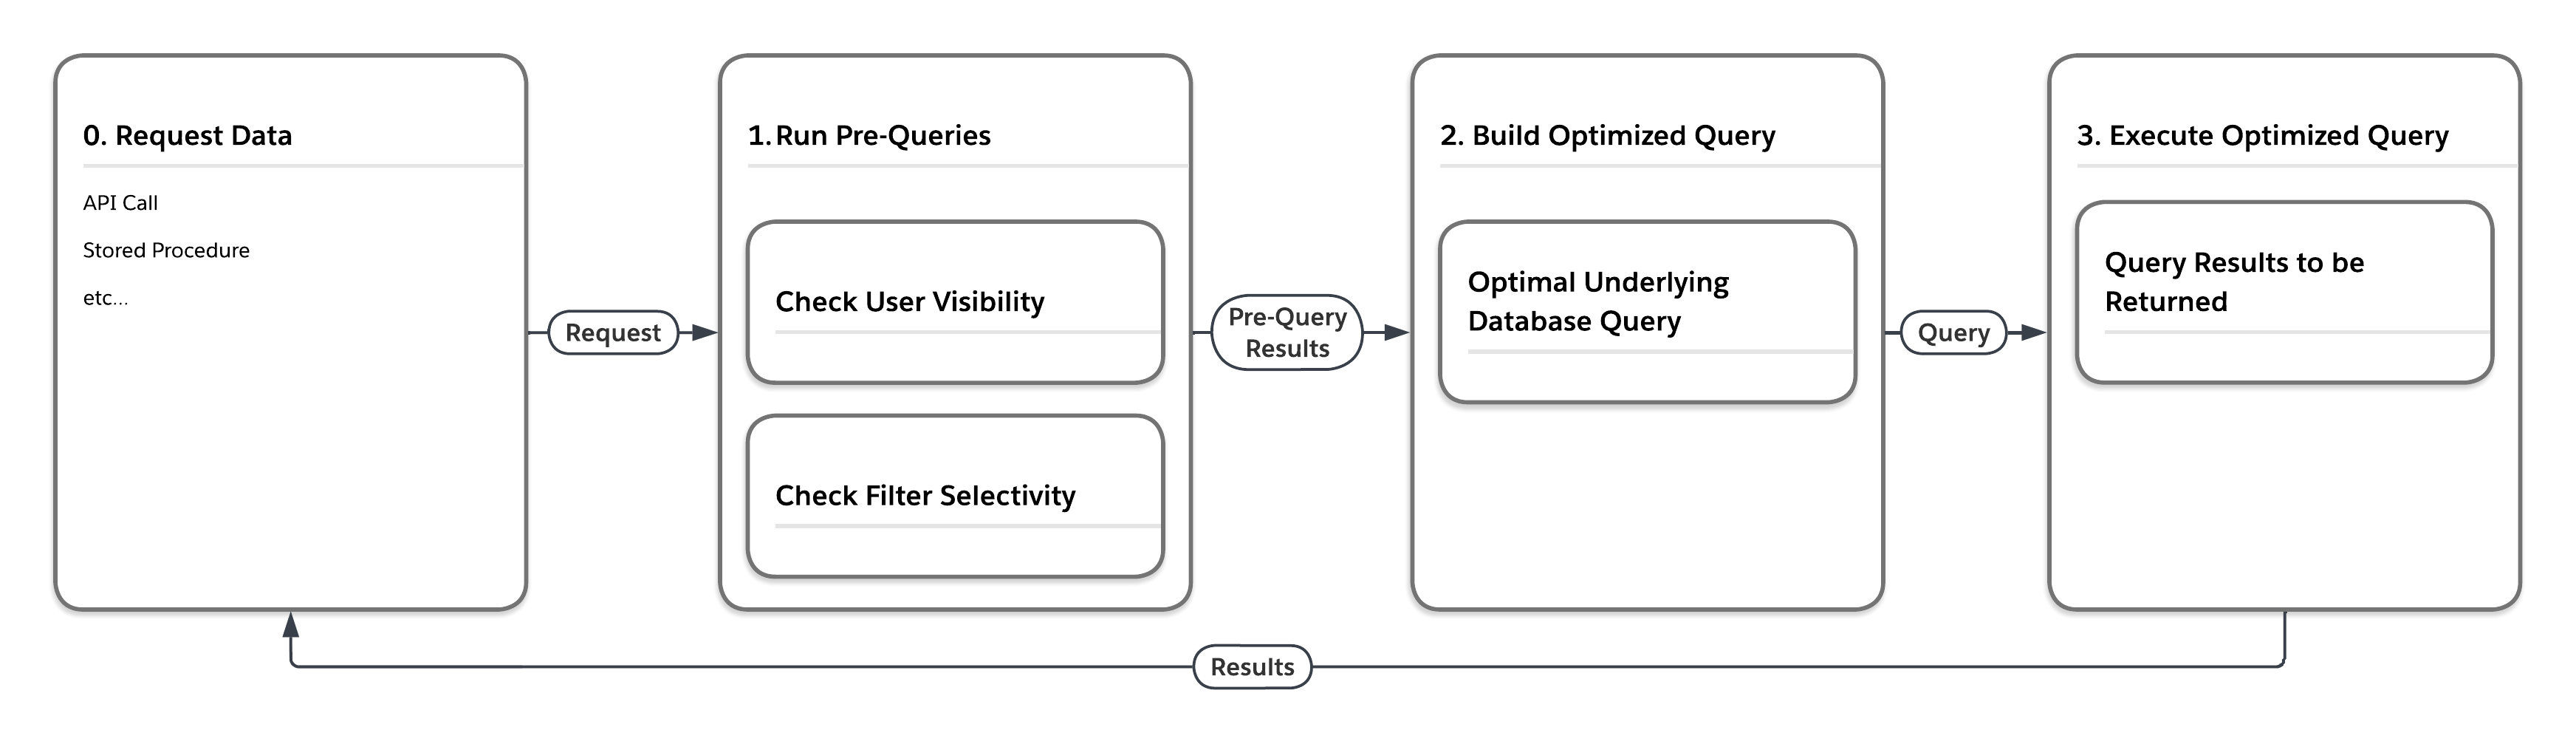 0. Request Data
API Call
Stored Procedure
etc...
Request
1. Run Pre-Queries
Check User Visibility
Check Filter Selectivity
Pre-Query
Results
2. Build Optimized Query
Optimal Underlying
Database Query
Query
3. Execute Optimized Query
Query Results to be
Returned
Results